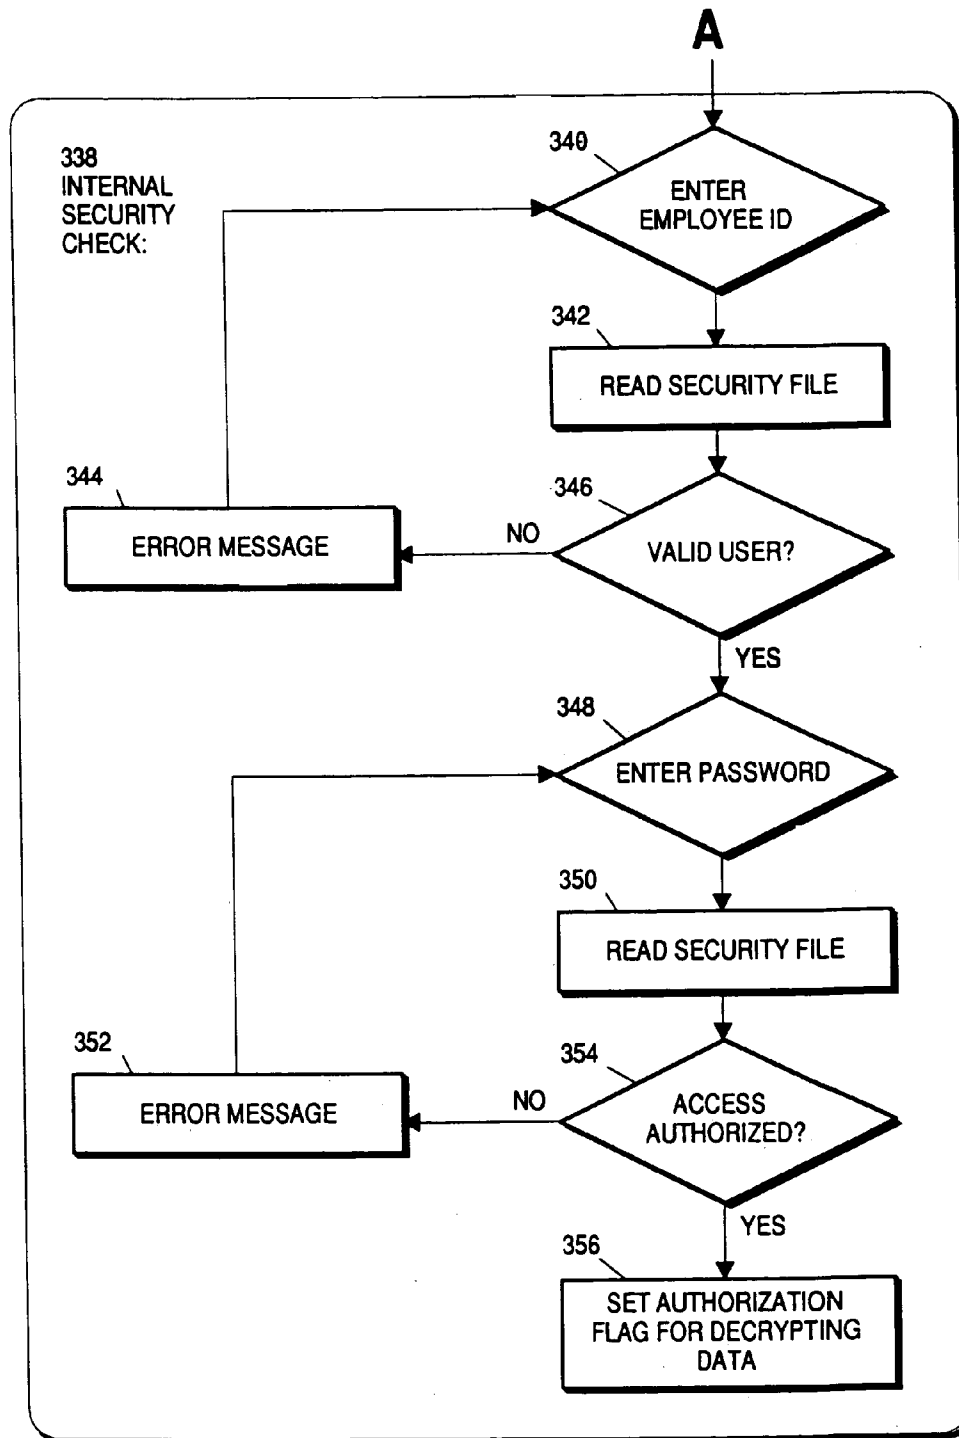 A
338
INTERNAL
SECURITY
CHECK:
340
ENTER
EMPLOYEE ID
342
READ SECURITY FILE
344
ERROR MESSAGE
346
NO
VALID USER?
YES
348
ENTER PASSWORD
350
READ SECURITY FILE
352
ERROR MESSAGE
354
NO
ACCESS
AUTHORIZED?
YES
356
SET AUTHORIZATION
FLAG FOR DECRYPTING
DATA